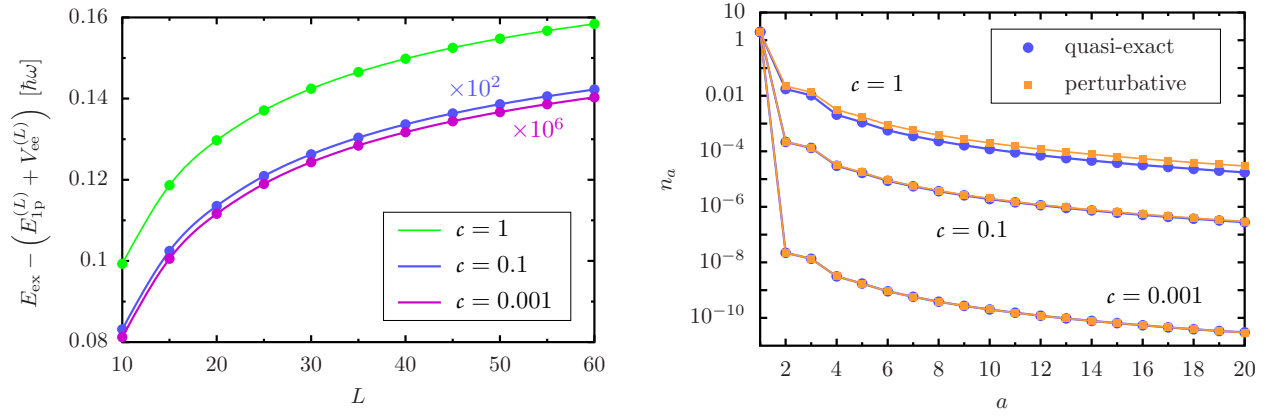 0.16
0.14
0.12
0.1
0.08
E_ex − (E_1p^(L) + V_ee^(L)) [ħω]
×10^2
×10^6
𝔠 = 1
𝔠 = 0.1
𝔠 = 0.001
10 20 30 40 50 60
L
10
1
0.01
10^−4
10^−6
10^−8
10^−10
n_a
quasi-exact
perturbative
𝔠 = 1
𝔠 = 0.1
𝔠 = 0.001
2 4 6 8 10 12 14 16 18 20
a